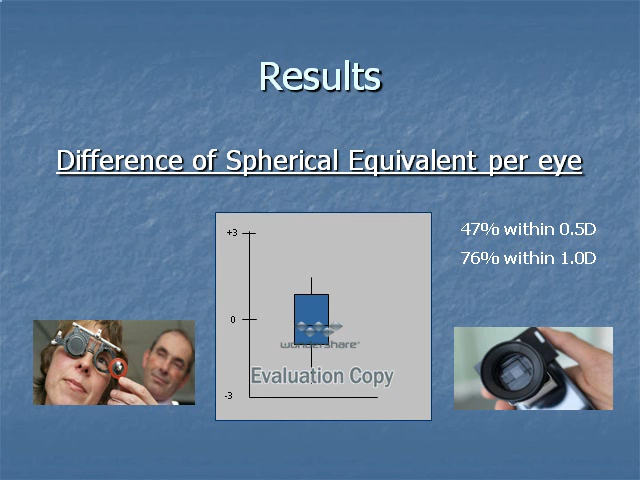 Results
Difference of Spherical Equivalent per eye
47% within 0.5D
76% within 1.0D
+3
0
-3
wondershare
Evaluation Copy